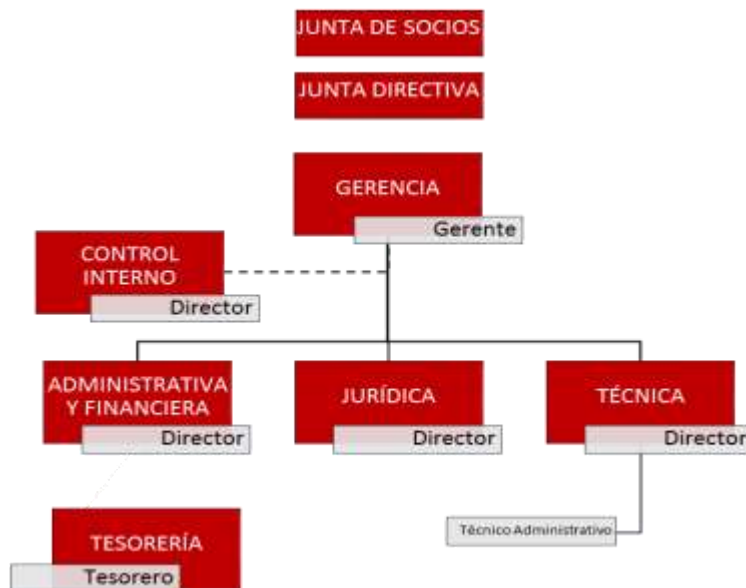 JUNTA DE SOCIOS
JUNTA DIRECTIVA
GERENCIA
Gerente
CONTROL
INTERNO
Director
ADMINISTRATIVA
Y FINANCIERA
Director
JURÍDICA
Director
TÉCNICA
Director
Técnico Administrativo
TESORERÍA
Tesorero